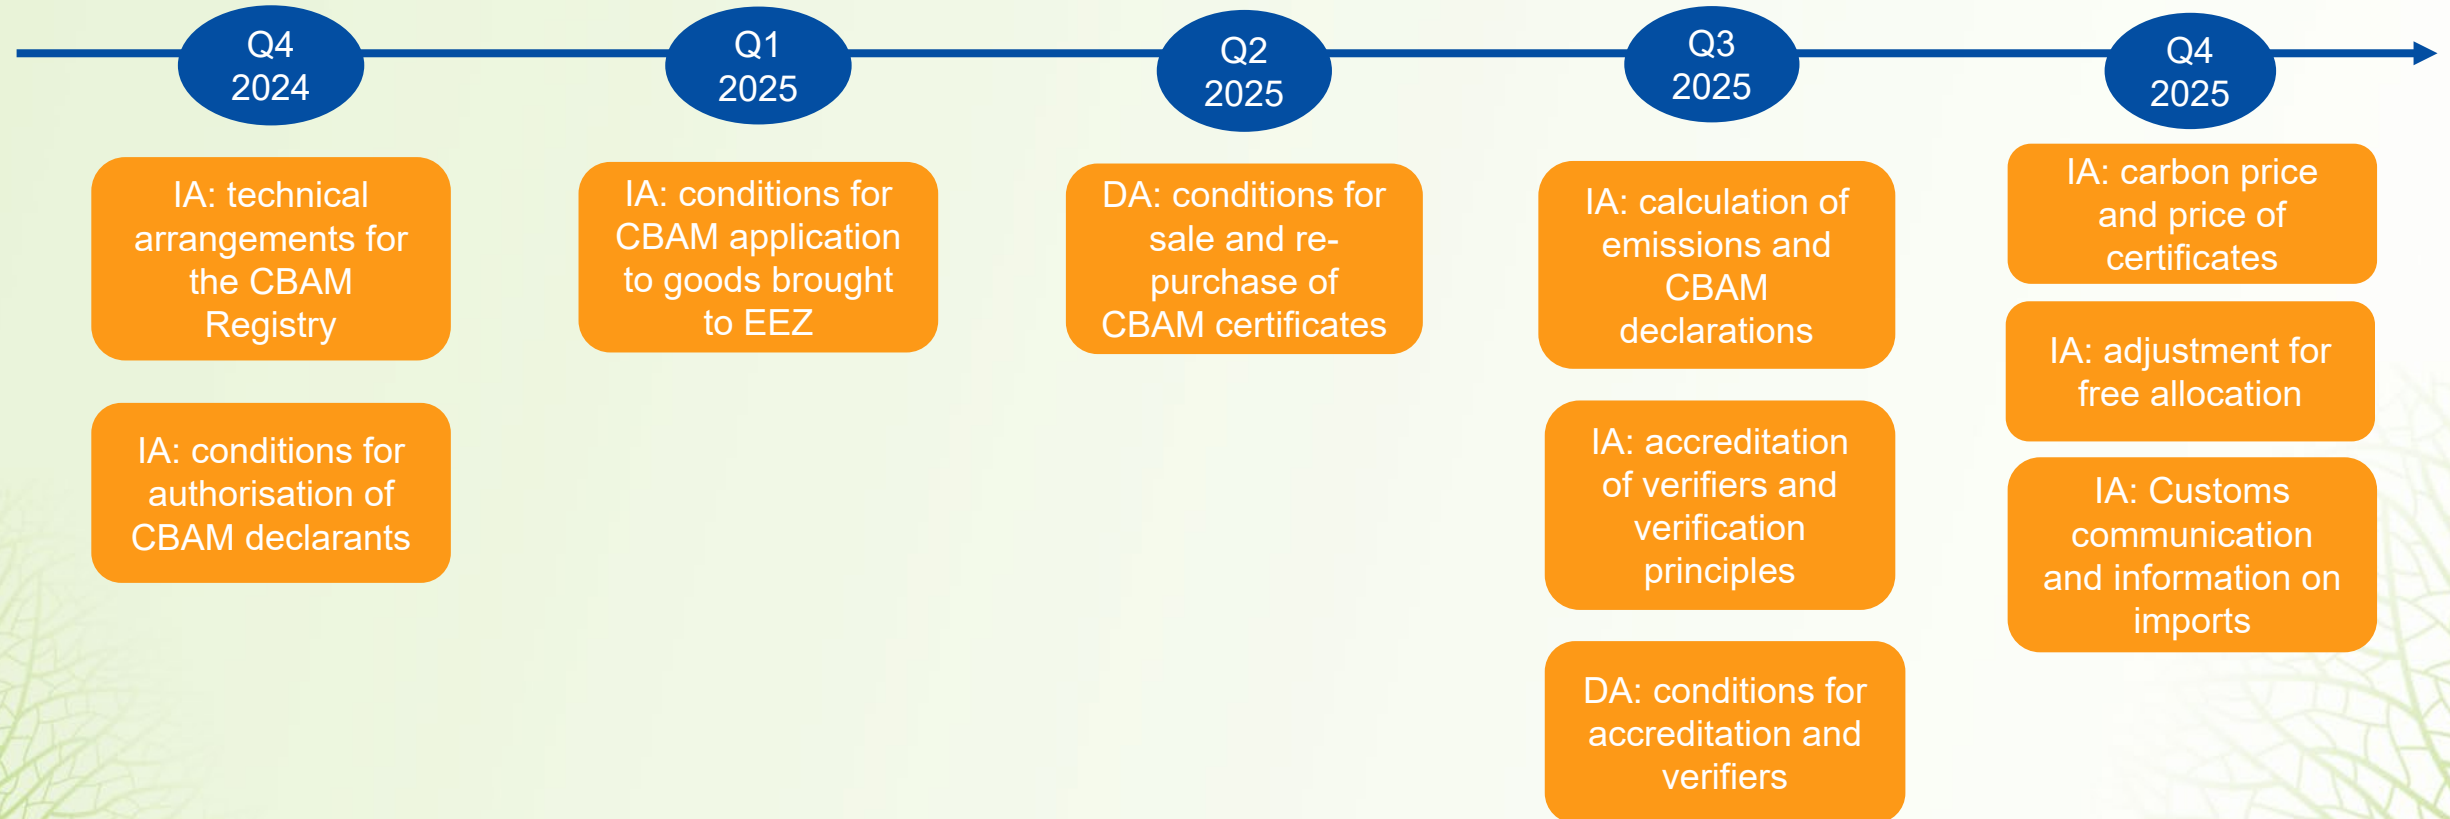 Q4
2024
Q1
2025
Q2
2025
Q3
2025
Q4
2025
IA: technical
arrangements for
the CBAM
Registry
IA: conditions for
authorisation of
CBAM declarants
IA: conditions for
CBAM application
to goods brought
to EEZ
DA: conditions for
sale and re-
purchase of
CBAM certificates
IA: calculation of
emissions and
CBAM
declarations
IA: accreditation
of verifiers and
verification
principles
DA: conditions for
accreditation and
verifiers
IA: carbon price
and price of
certificates
IA: adjustment for
free allocation
IA: Customs
communication
and information on
imports